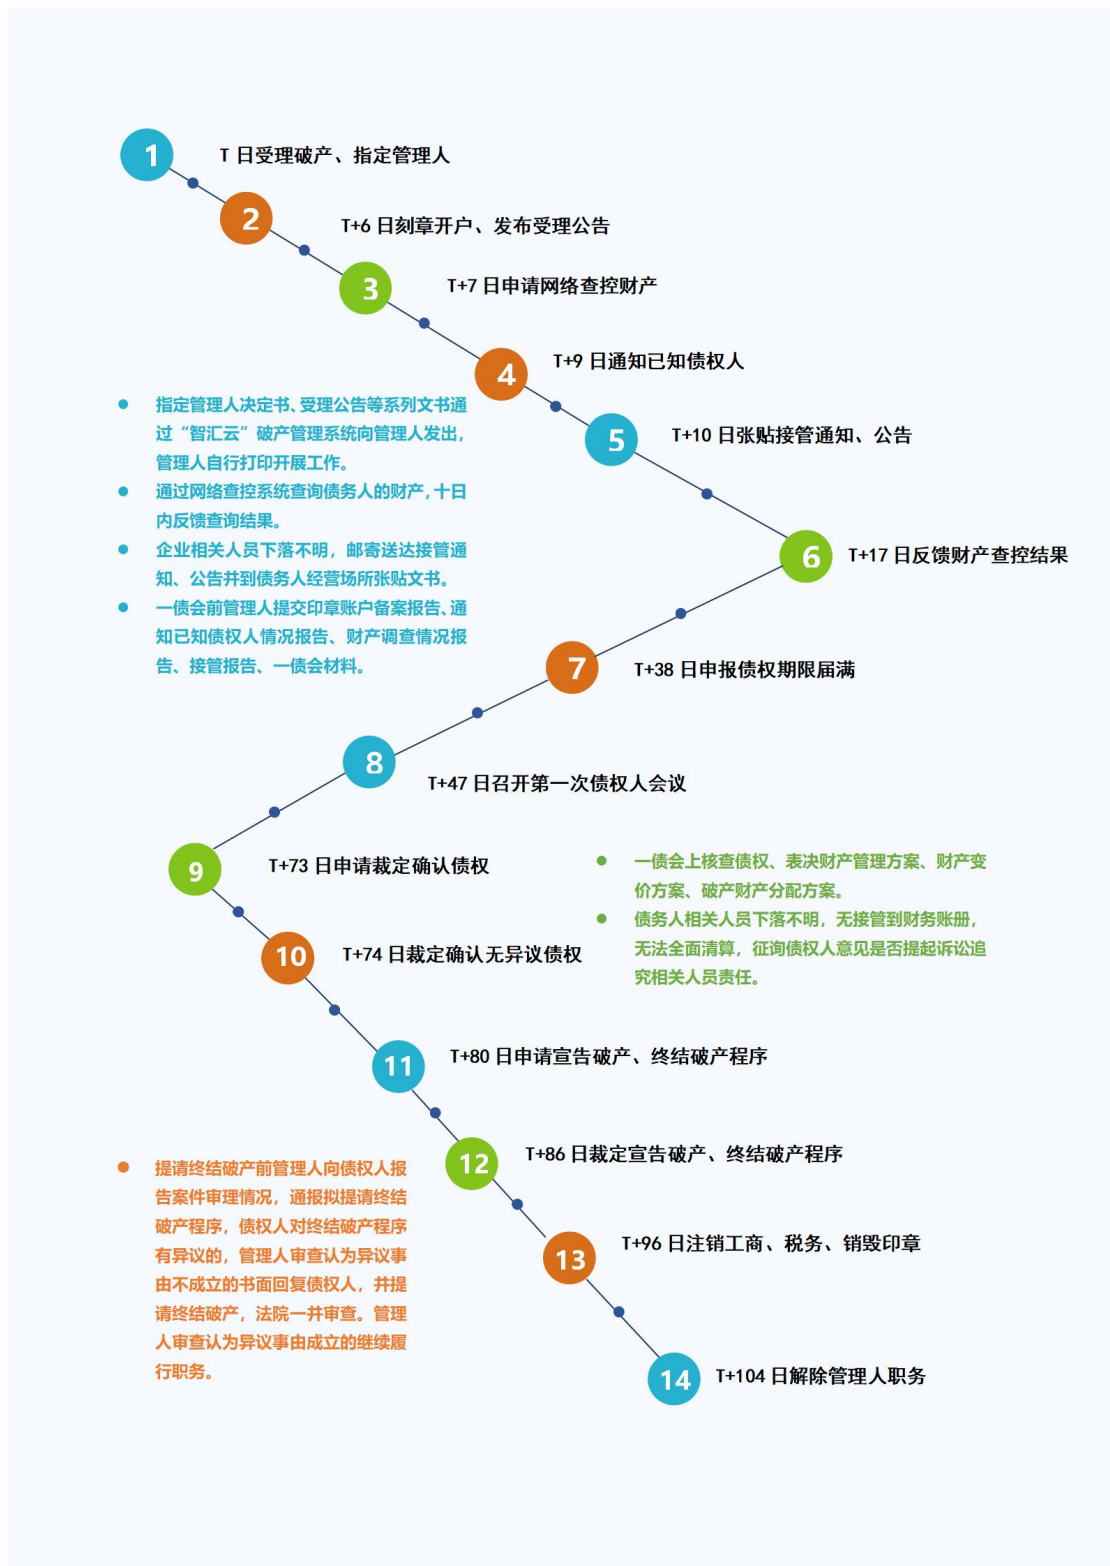 1
T 日受理破产、指定管理人
2
T+6 日刻章开户、发布受理公告
3
T+7 日申请网络查控财产
4
T+9 日通知已知债权人
5
T+10 日张贴接管通知、公告
● 指定管理人决定书、受理公告等系列文书通
过“智汇云”破产管理系统向管理人发出，
管理人自行打印开展工作。
● 通过网络查控系统查询债务人的财产，十日
内反馈查询结果。
● 企业相关人员下落不明，邮寄送达接管通
知、公告并到债务人经营场所张贴文书。
● 一债会前管理人提交印章账户备案报告、通
知已知债权人情况报告、财产调查情况报
告、接管报告、一债会材料。
6
T+17 日反馈财产查控结果
7
T+38 日申报债权期限届满
8
T+47 日召开第一次债权人会议
9
T+73 日申请裁定确认债权
● 一债会上核查债权、表决财产管理方案、财产变
价方案、破产财产分配方案。
● 债务人相关人员下落不明，无接管到财务账册，
无法全面清算，征询债权人意见是否提起诉讼追
究相关人员责任。
10
T+74 日裁定确认无异议债权
11
T+80 日申请宣告破产、终结破产程序
12
T+86 日裁定宣告破产、终结破产程序
● 提请终结破产前管理人向债权人报
告案件审理情况，通报拟提请终结
破产程序，债权人对终结破产程序
有异议的，管理人审查认为异议事
由不成立的书面回复债权人，并提
请终结破产，法院一并审查。管理
人审查认为异议事由成立的继续履
行职务。
13
T+96 日注销工商、税务、销毁印章
14
T+104 日解除管理人职务